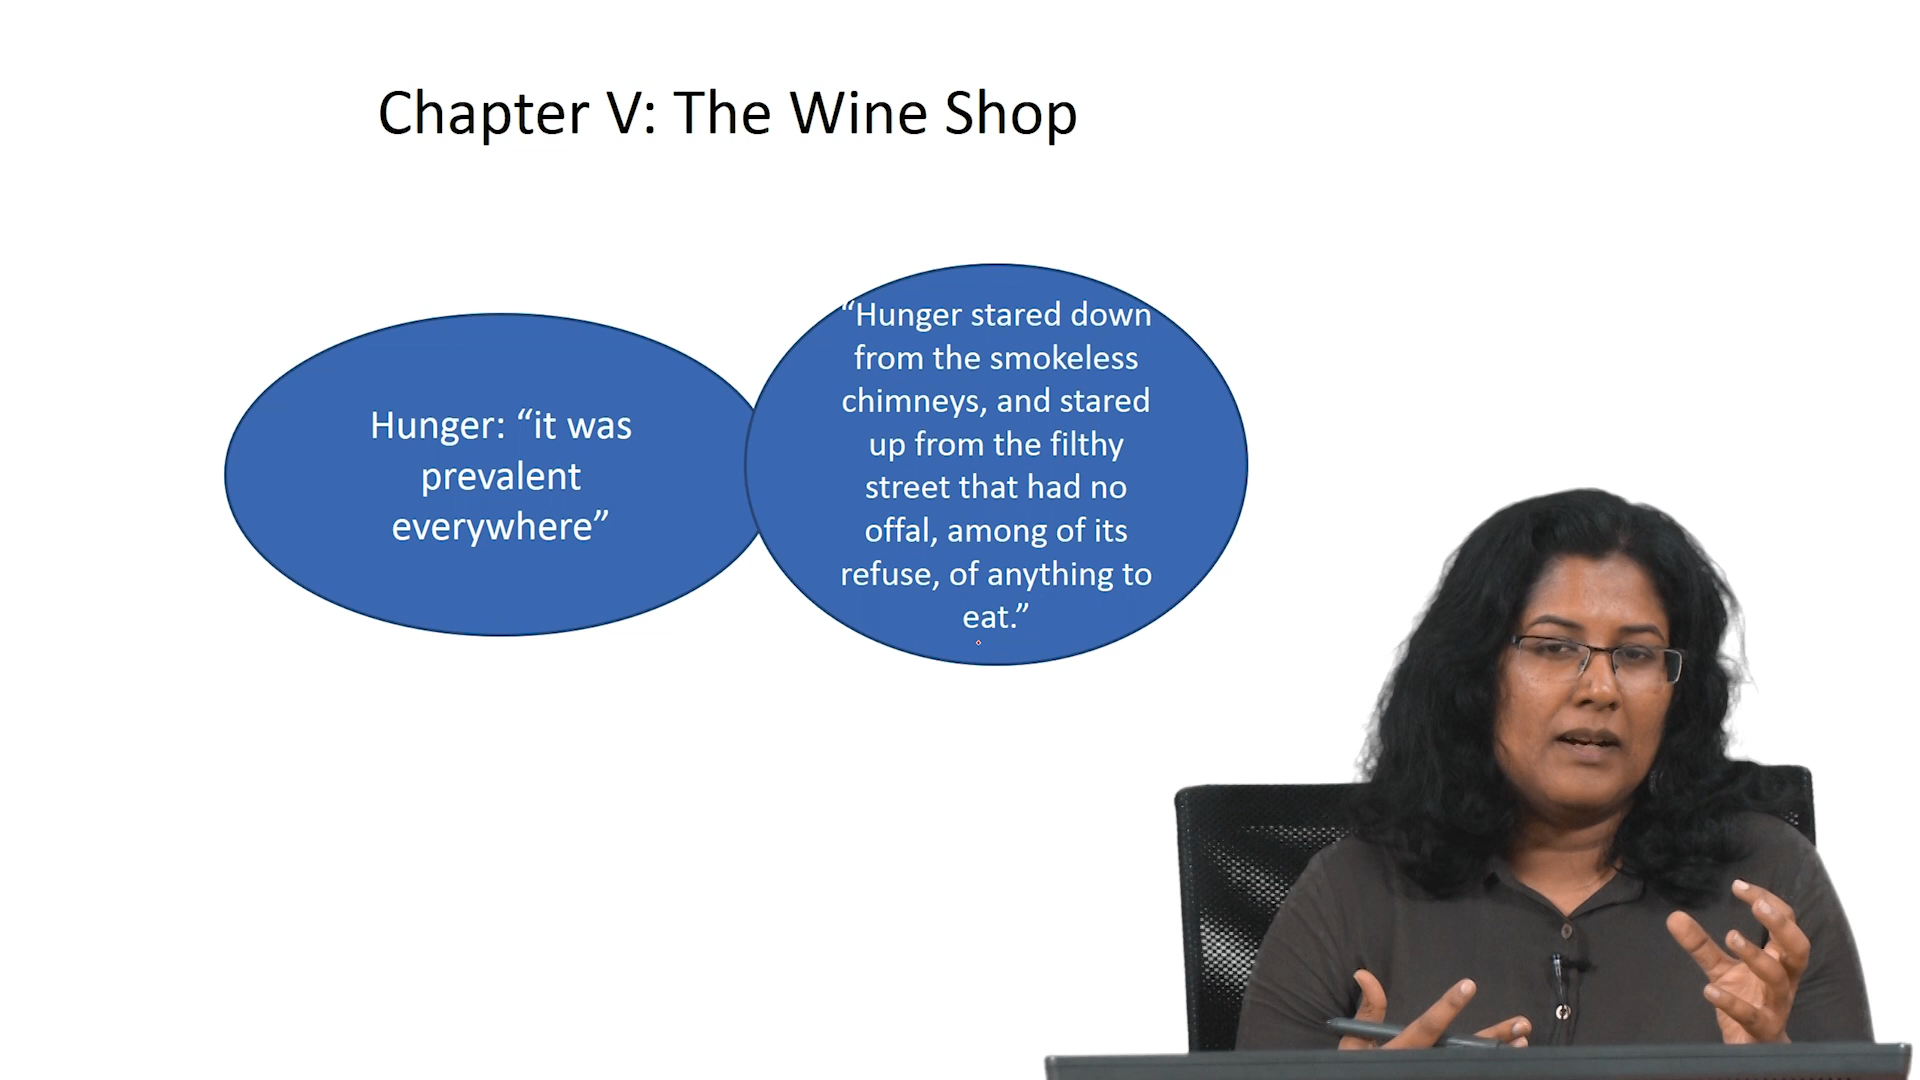 Chapter V: The Wine Shop
Hunger: “it was
prevalent
everywhere”
“Hunger stared down
from the smokeless
chimneys, and stared
up from the filthy
street that had no
offal, among of its
refuse, of anything to
eat.”